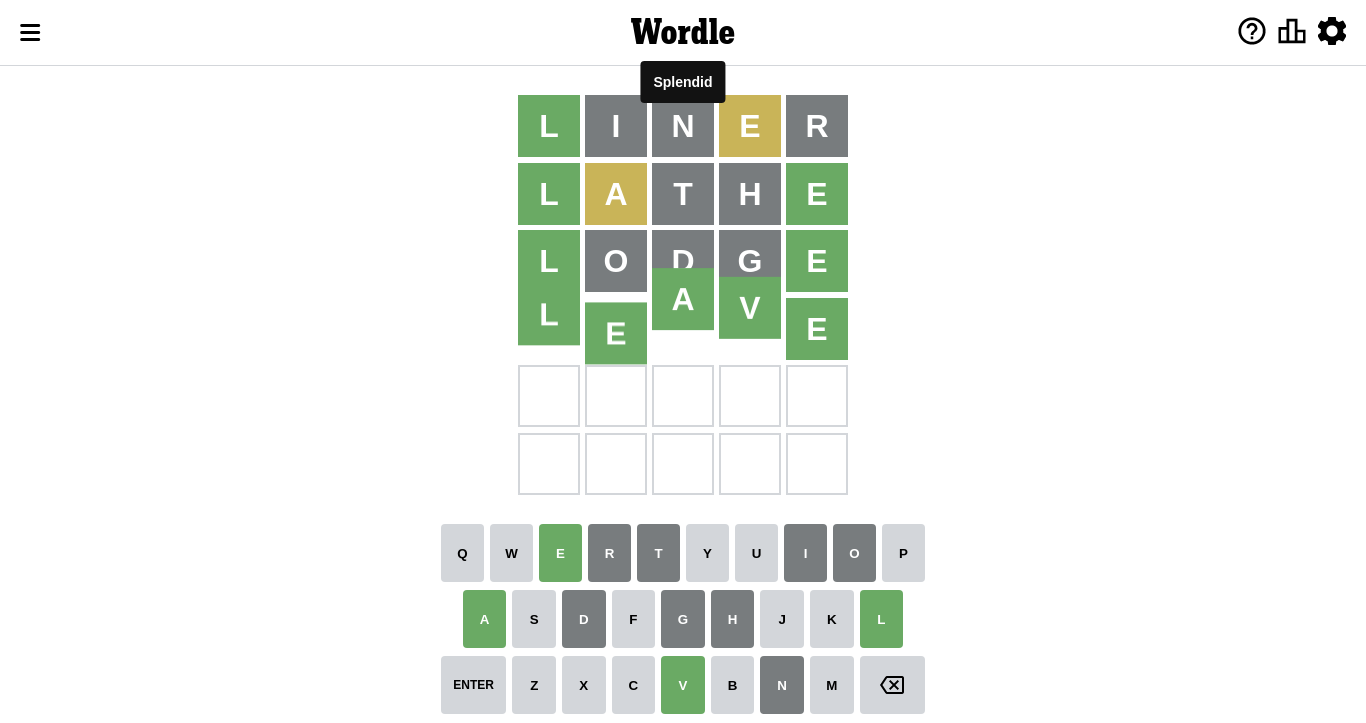 Wordle
Splendid
L I N E R
L A T H E
L O D G E
L E A V E
Q W E R T Y U I O P
A S D F G H J K L
ENTER Z X C V B N M